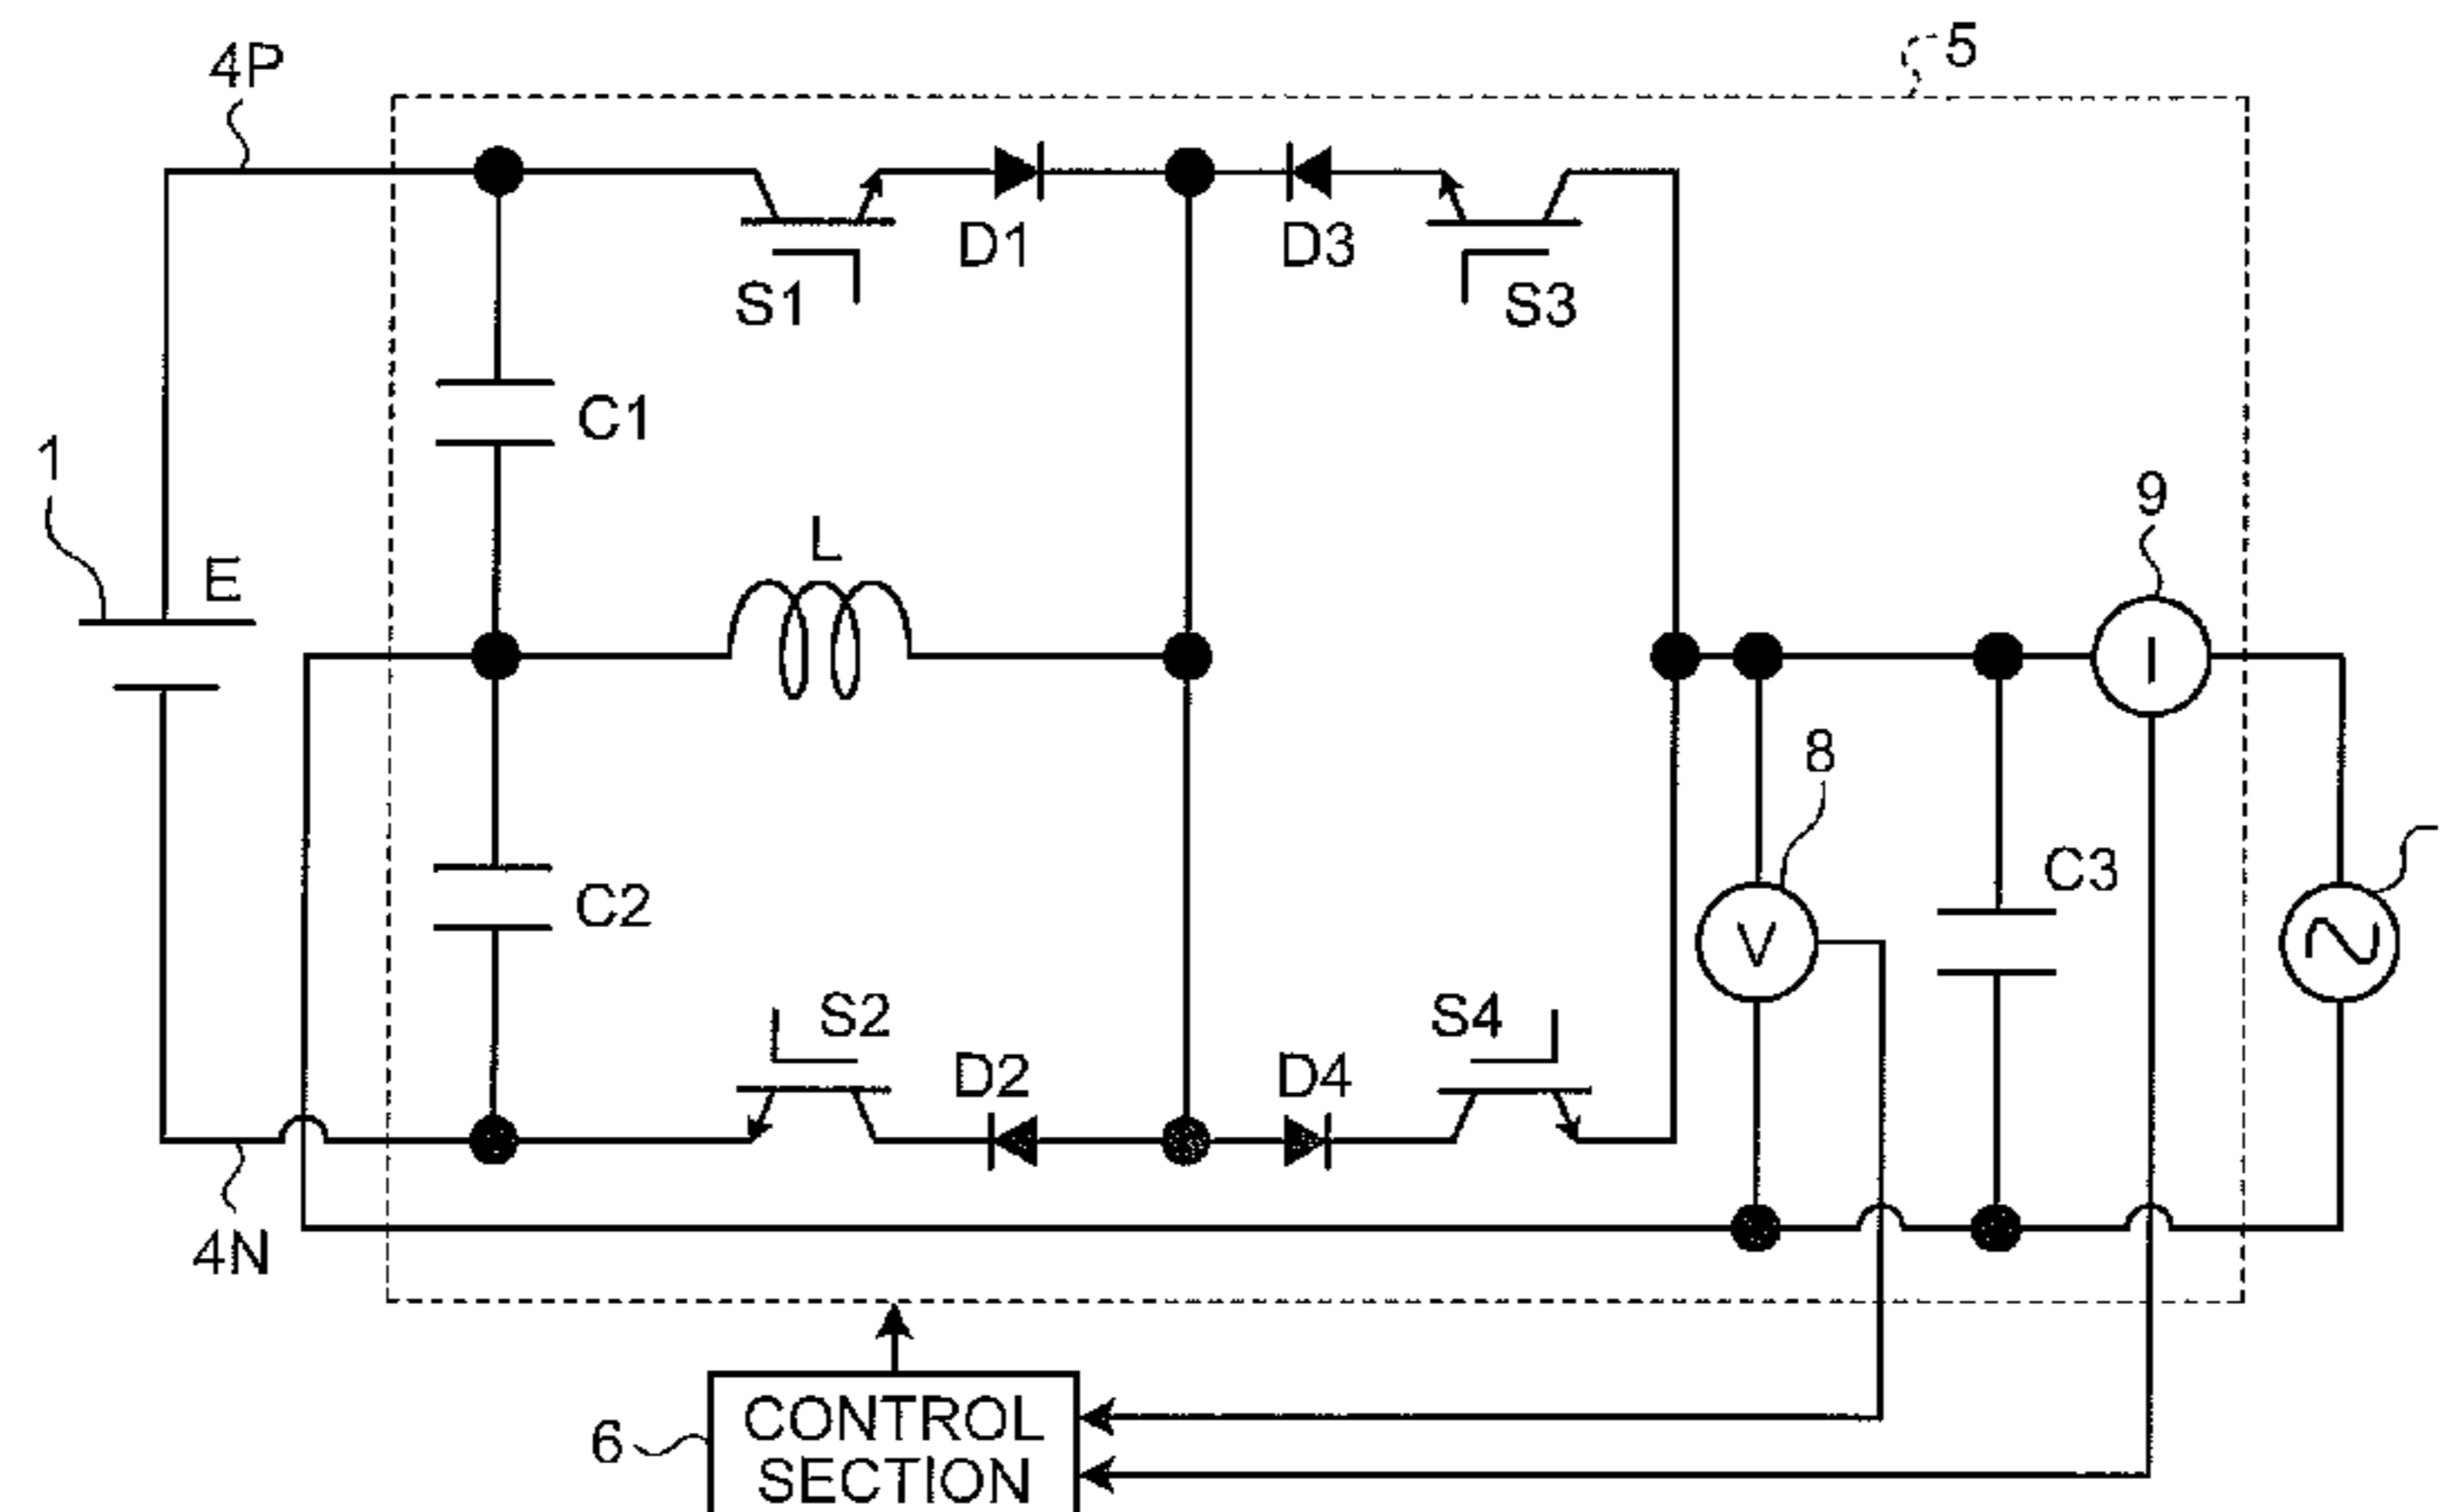 4P
5
D1
D3
S1
S3
C1
9
1
L
E
I
8
C3
C2
V
S2
S4
D2
D4
4N
CONTROL
6
SECTION